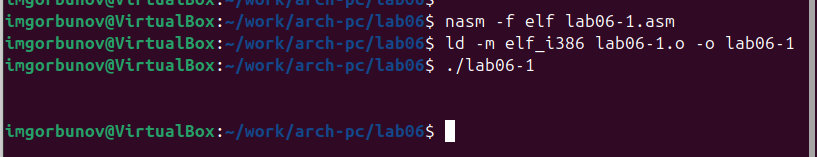 imgorbunov@VirtualBox:~/work/arch-pc/lab06$ nasm -f elf lab06-1.asm
imgorbunov@VirtualBox:~/work/arch-pc/lab06$ ld -m elf_i386 lab06-1.o -o lab06-1
imgorbunov@VirtualBox:~/work/arch-pc/lab06$ ./lab06-1
imgorbunov@VirtualBox:~/work/arch-pc/lab06$